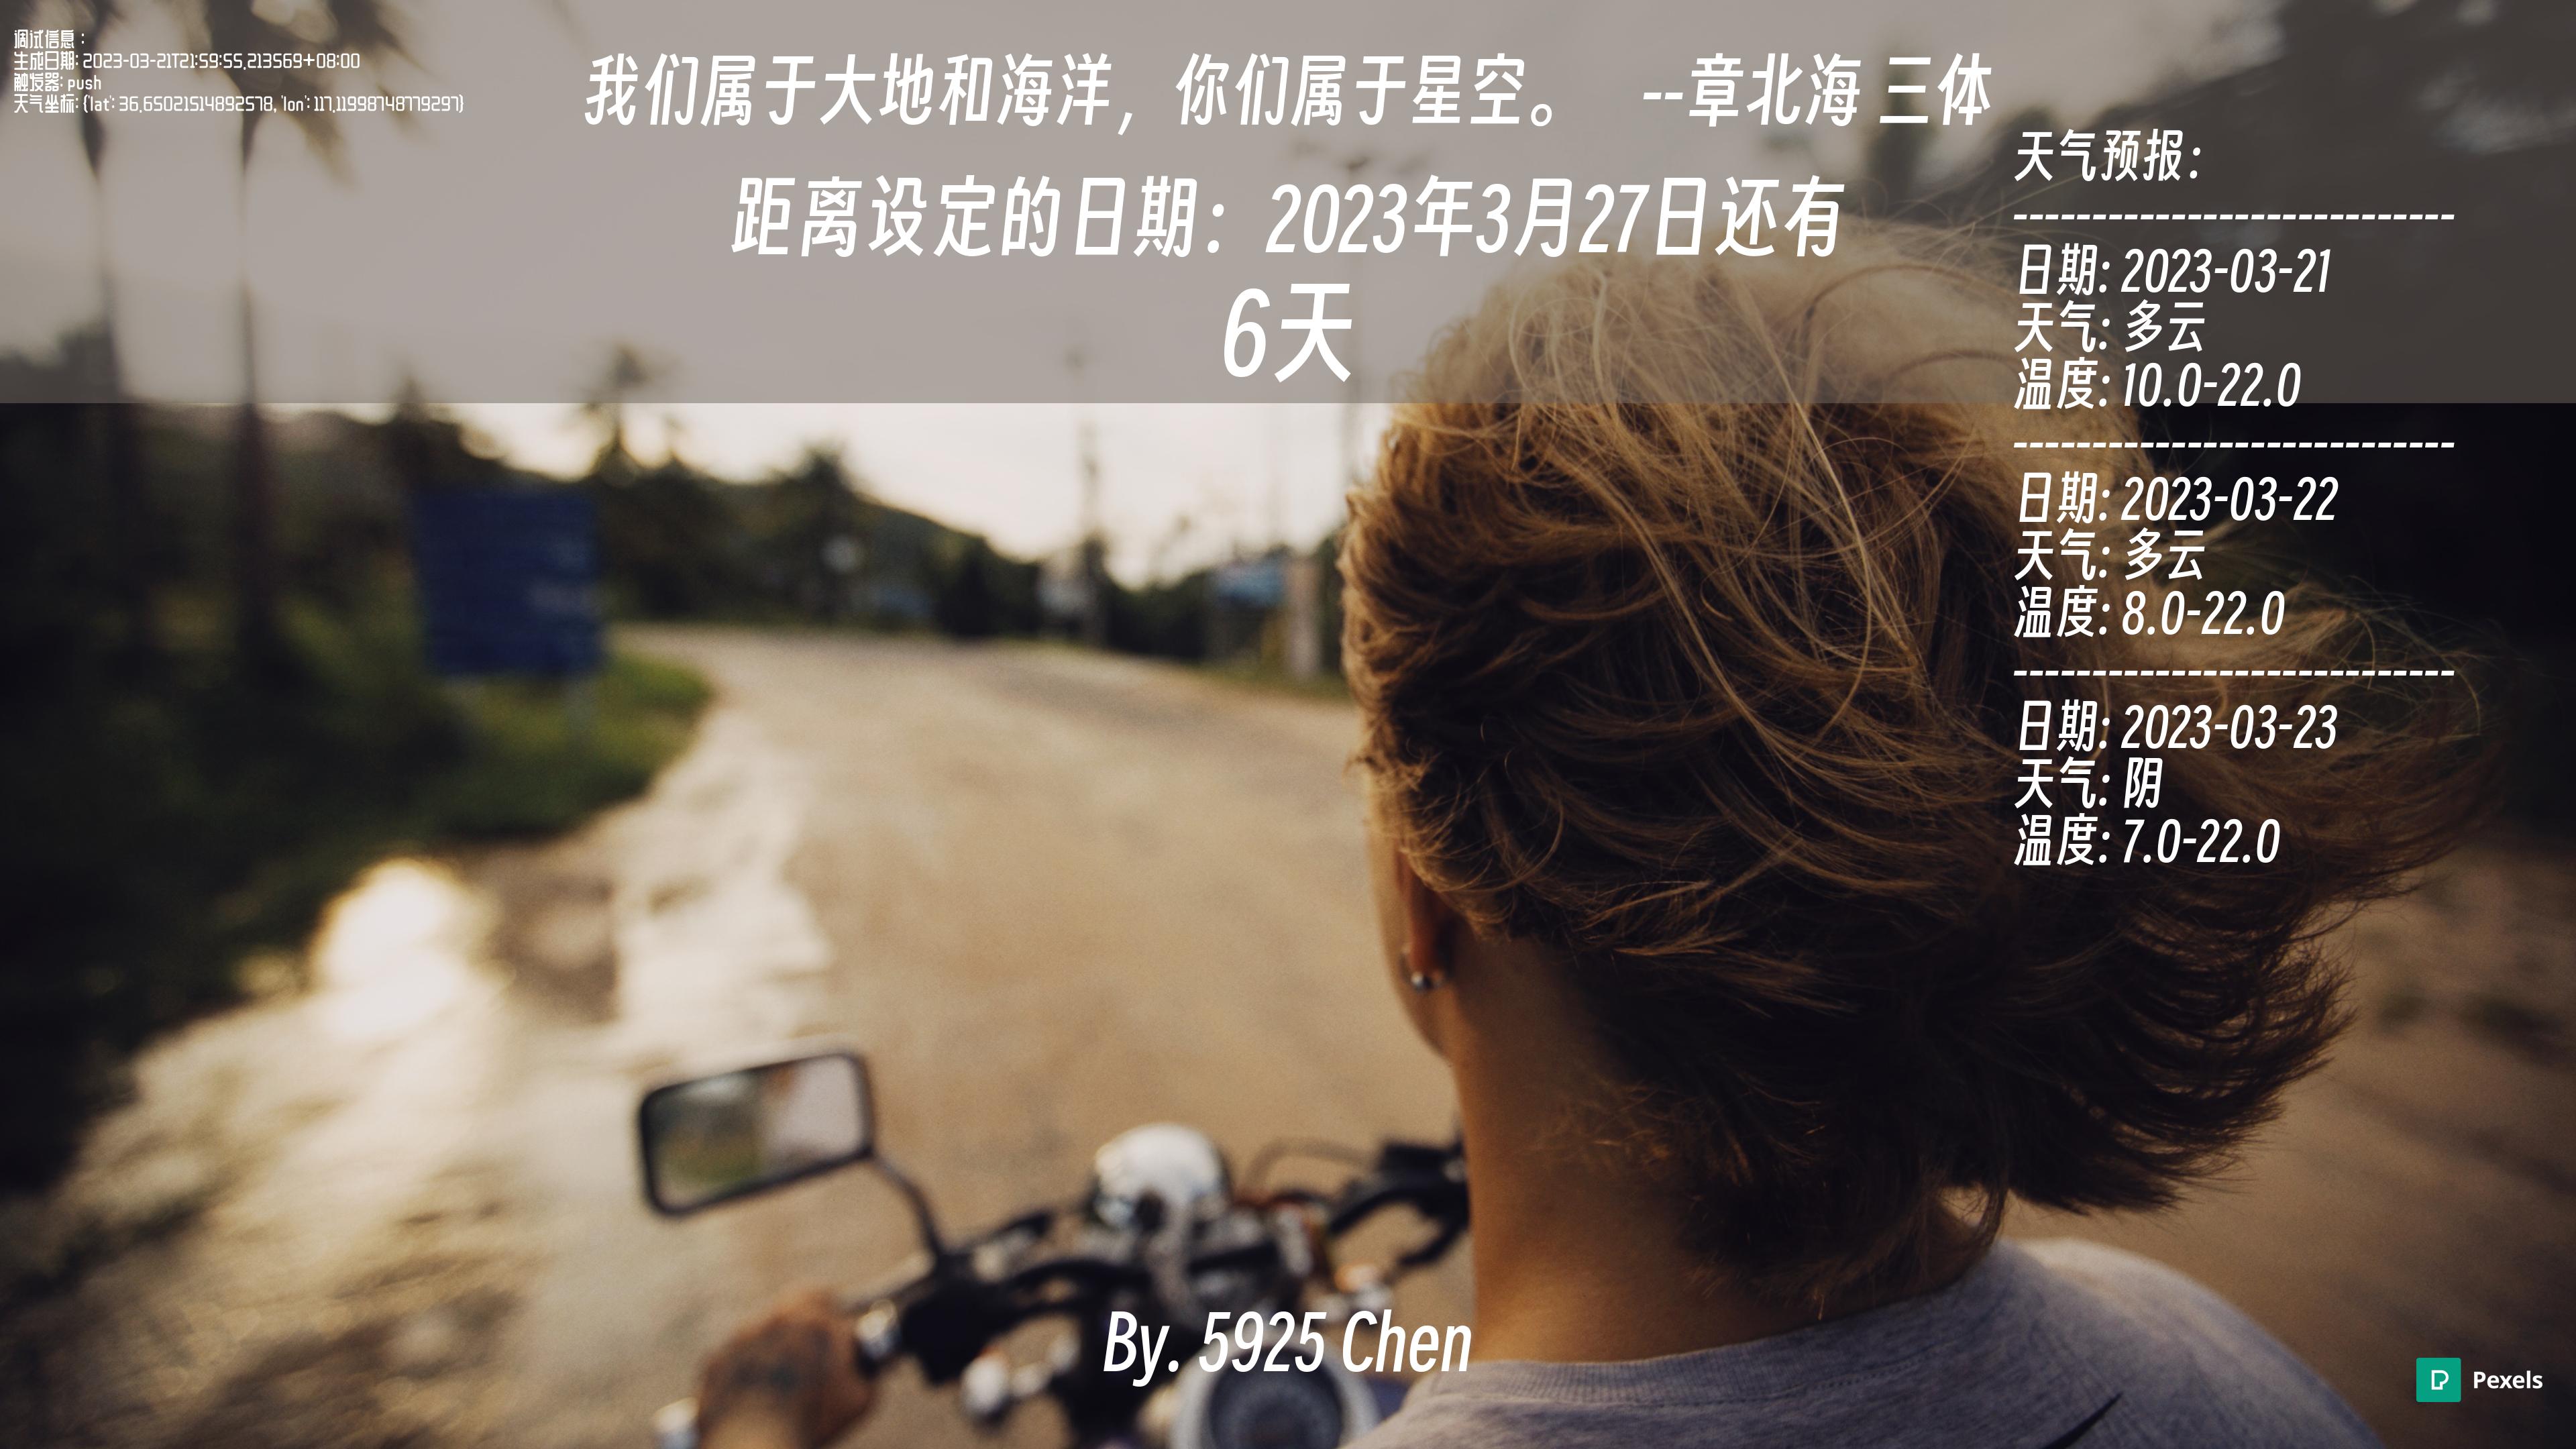 调试信息：
生成日期: 2023-03-21T21:59:55.213569+08:00
触发器: push
天气坐标: {'lat': 36.65021514892578, 'lon': 117.11998748779297}
我们属于大地和海洋，你们属于星空。 --章北海 三体
距离设定的日期：2023年3月27日还有
6天
天气预报：
----------------------------
日期: 2023-03-21
天气: 多云
温度: 10.0-22.0
----------------------------
日期: 2023-03-22
天气: 多云
温度: 8.0-22.0
----------------------------
日期: 2023-03-23
天气: 阴
温度: 7.0-22.0
By. 5925 Chen
Pexels